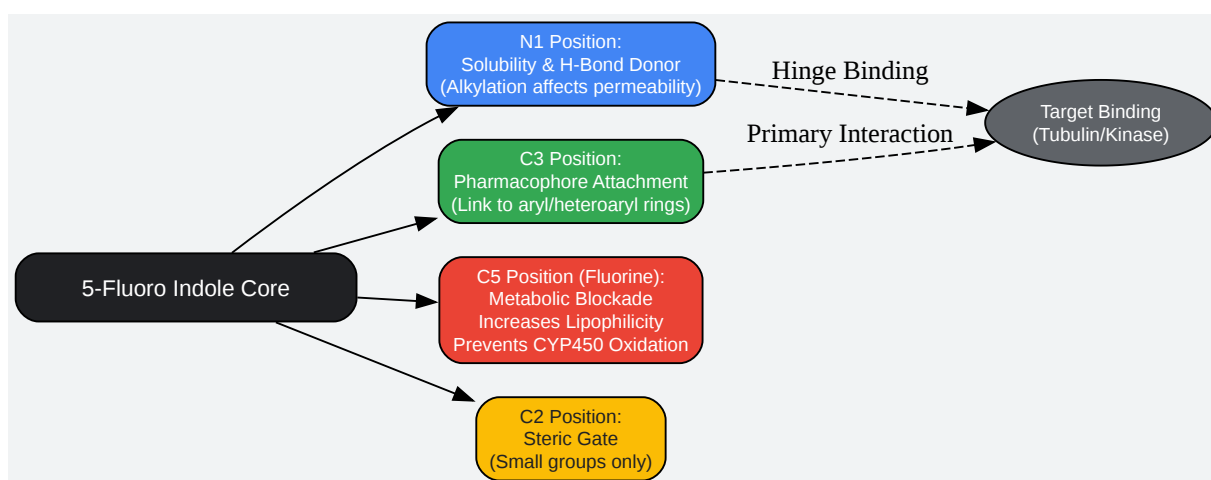 N1 Position:
Solubility & H-Bond Donor
(Alkylation affects permeability)
Hinge Binding
Target Binding
(Tubulin/Kinase)
Primary Interaction
C3 Position:
Pharmacophore Attachment
(Link to aryl/heteroaryl rings)
5-Fluoro Indole Core
C5 Position (Fluorine):
Metabolic Blockade
Increases Lipophilicity
Prevents CYP450 Oxidation
C2 Position:
Steric Gate
(Small groups only)